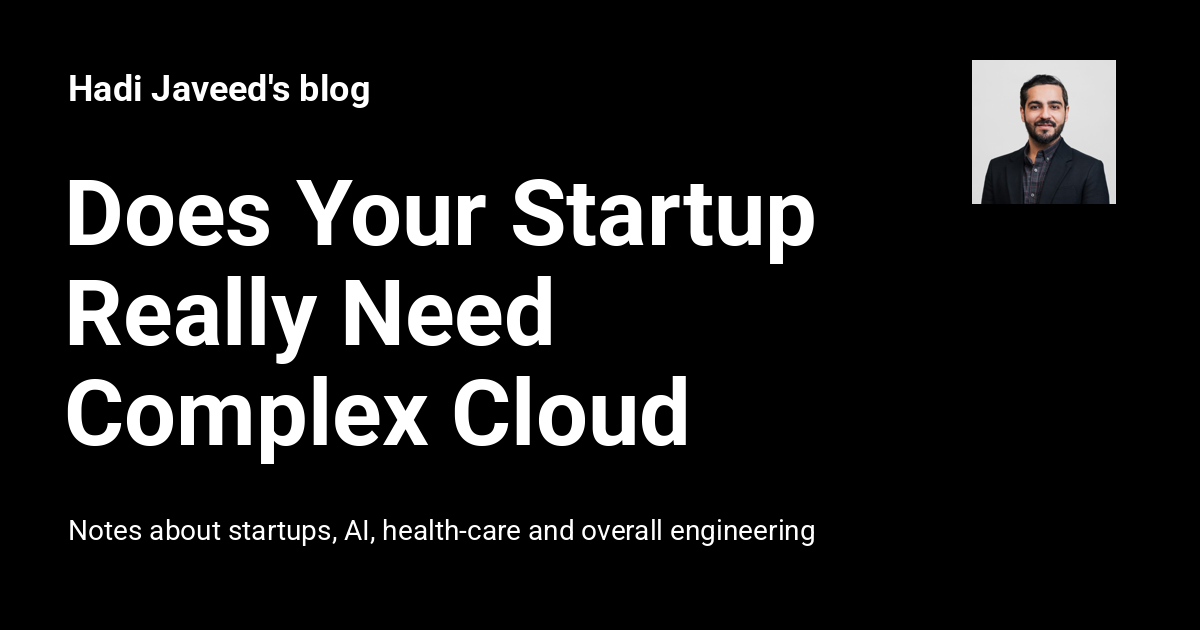 Hadi Javeed's blog
Does Your Startup
Really Need
Complex Cloud
Notes about startups, AI, health-care and overall engineering